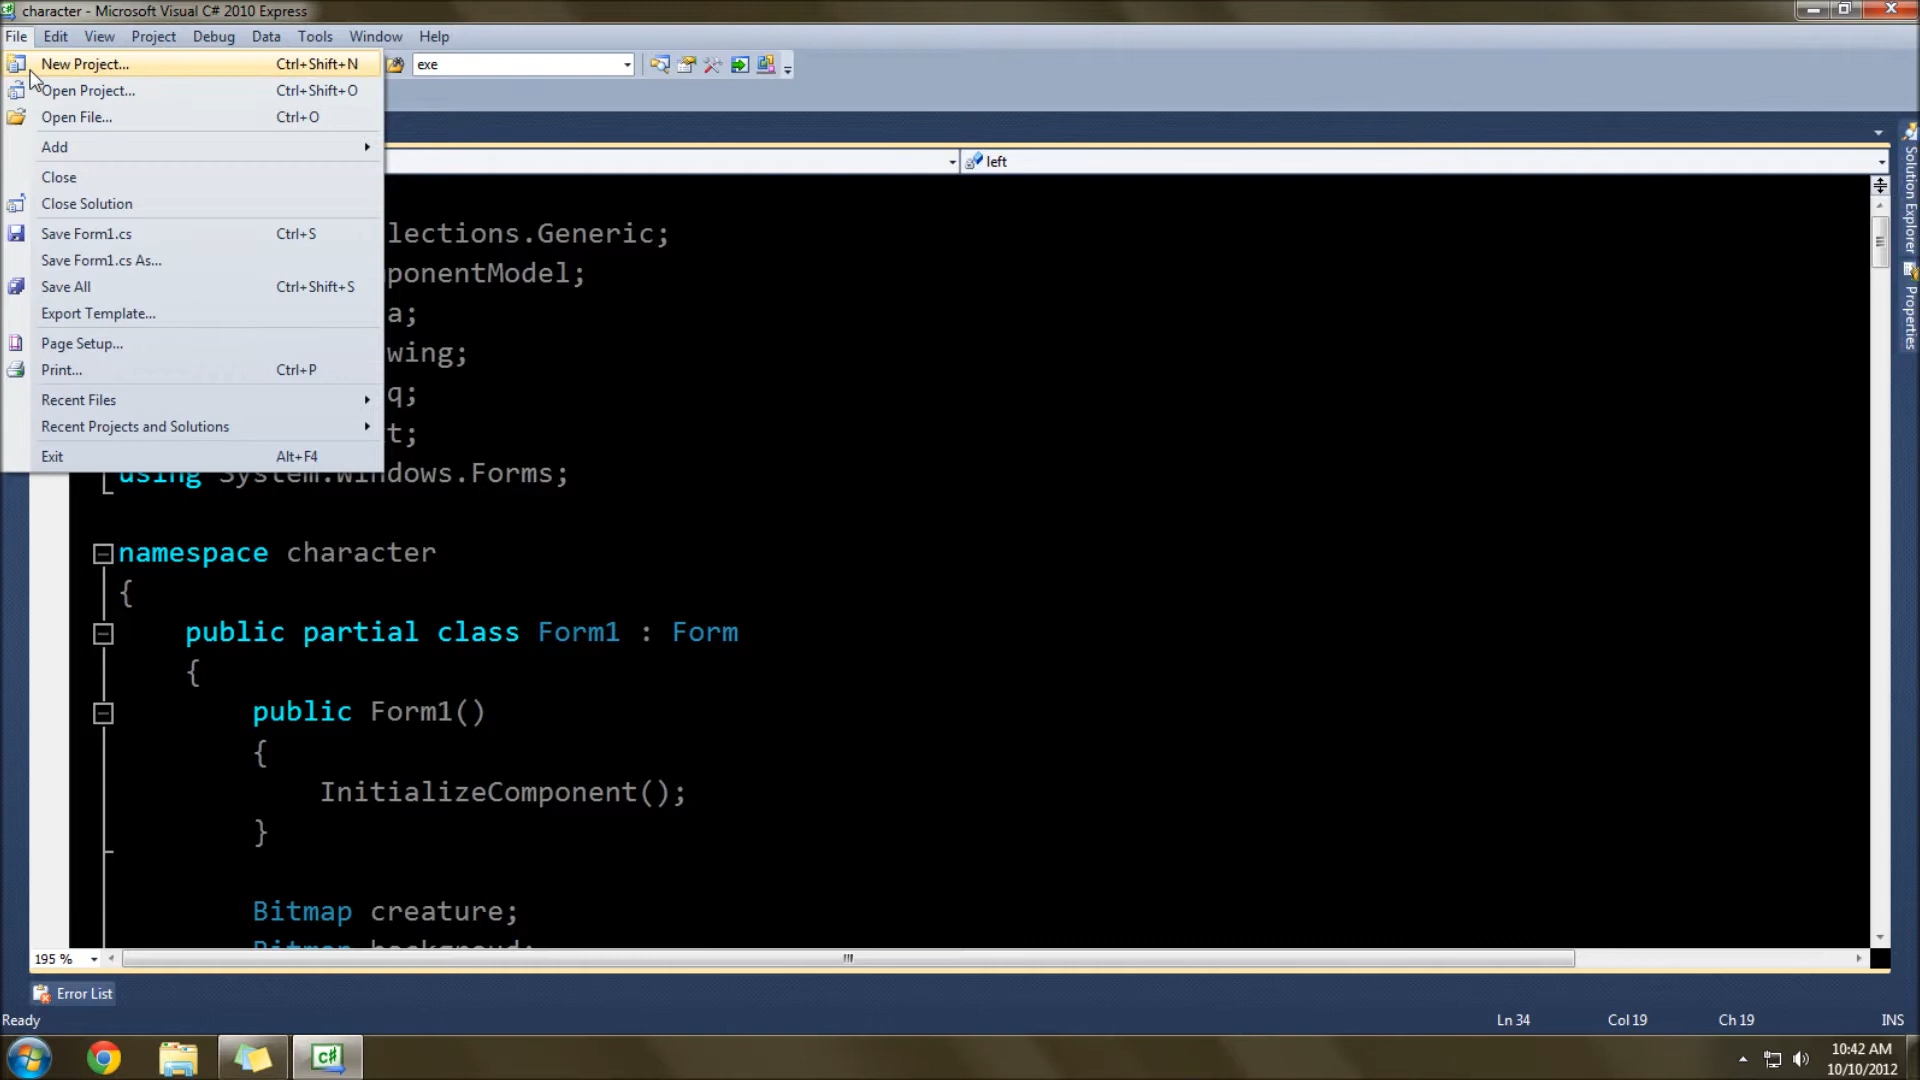 character - Microsoft Visual C# 2010 Express
File Edit View Project Debug Data Tools Window Help
New Project... Ctrl+Shift+N
exe
Open Project... Ctrl+Shift+O
Open File... Ctrl+O
Add
left
Close
Close Solution
Save Form1.cs Ctrl+S
Save Form1.cs As...
Save All Ctrl+Shift+S
Export Template...
Page Setup...
Print... Ctrl+P
Recent Files
Recent Projects and Solutions
Exit Alt+F4
lections.Generic;
ponentModel;
a;
wing;
q;
t;
using System.Windows.Forms;
namespace character
{
public partial class Form1 : Form
{
public Form1()
{
InitializeComponent();
}
Bitmap creature;
Bitmap backgroud;
Solution Explorer
Properties
195 %
Error List
Ready Ln 34 Col 19 Ch 19 INS
C#
10:42 AM
10/10/2012